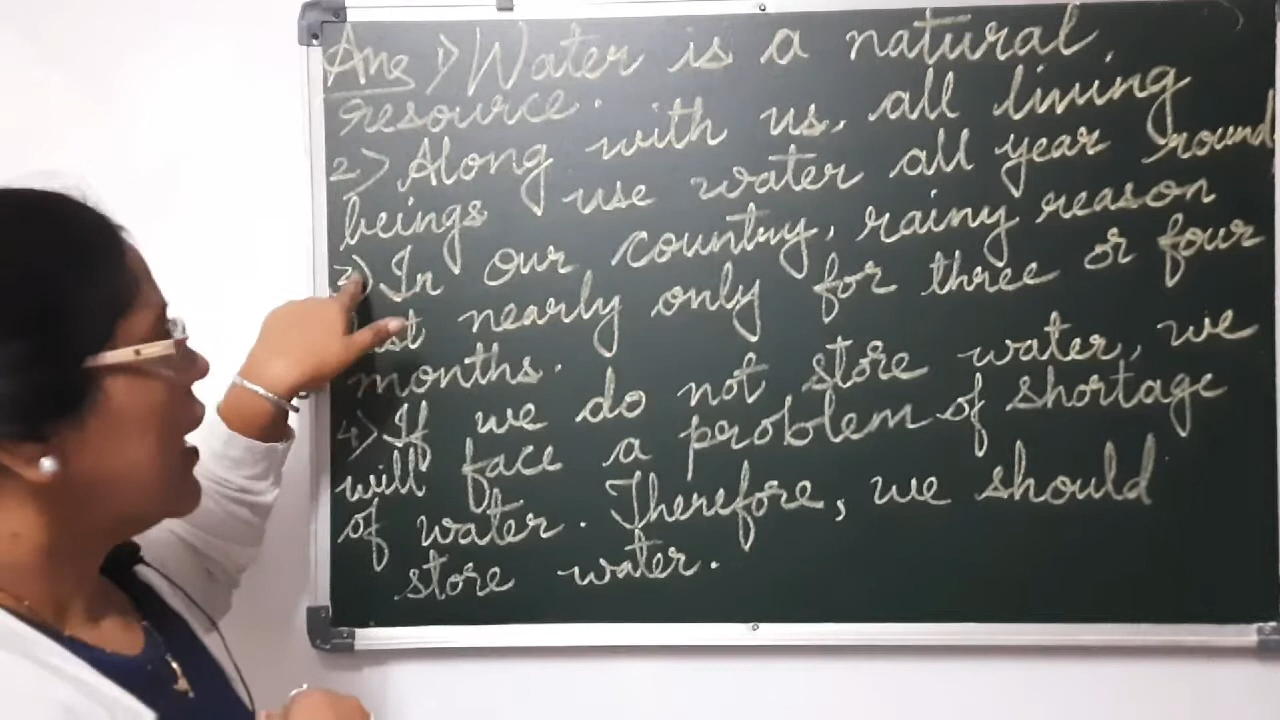 Ans 1) Water is a natural
resource.
2) Along with us, all living
beings use water all year round
3) In our country, rainy reason
st nearly only for three or four
months.
4) If we do not store water, we
will face a problem of shortage
of water. Therefore, we should
store water.